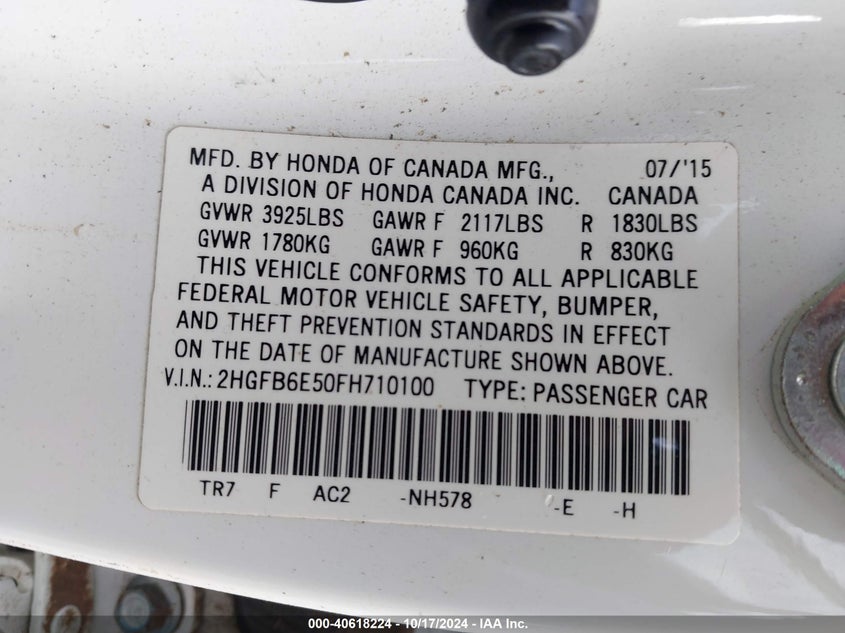 MFD. BY HONDA OF CANADA MFG., 07/'15
A DIVISION OF HONDA CANADA INC. CANADA
GVWR 3925LBS GAWR F 2117LBS R 1830LBS
GVWR 1780KG GAWR F 960KG R 830KG
THIS VEHICLE CONFORMS TO ALL APPLICABLE
FEDERAL MOTOR VEHICLE SAFETY, BUMPER,
AND THEFT PREVENTION STANDARDS IN EFFECT
ON THE DATE OF MANUFACTURE SHOWN ABOVE.
V.I.N.: 2HGFB6E50FH710100 TYPE: PASSENGER CAR
TR7 F AC2 -NH578 -E -H
000-40618224 - 10/17/2024 - IAA Inc.